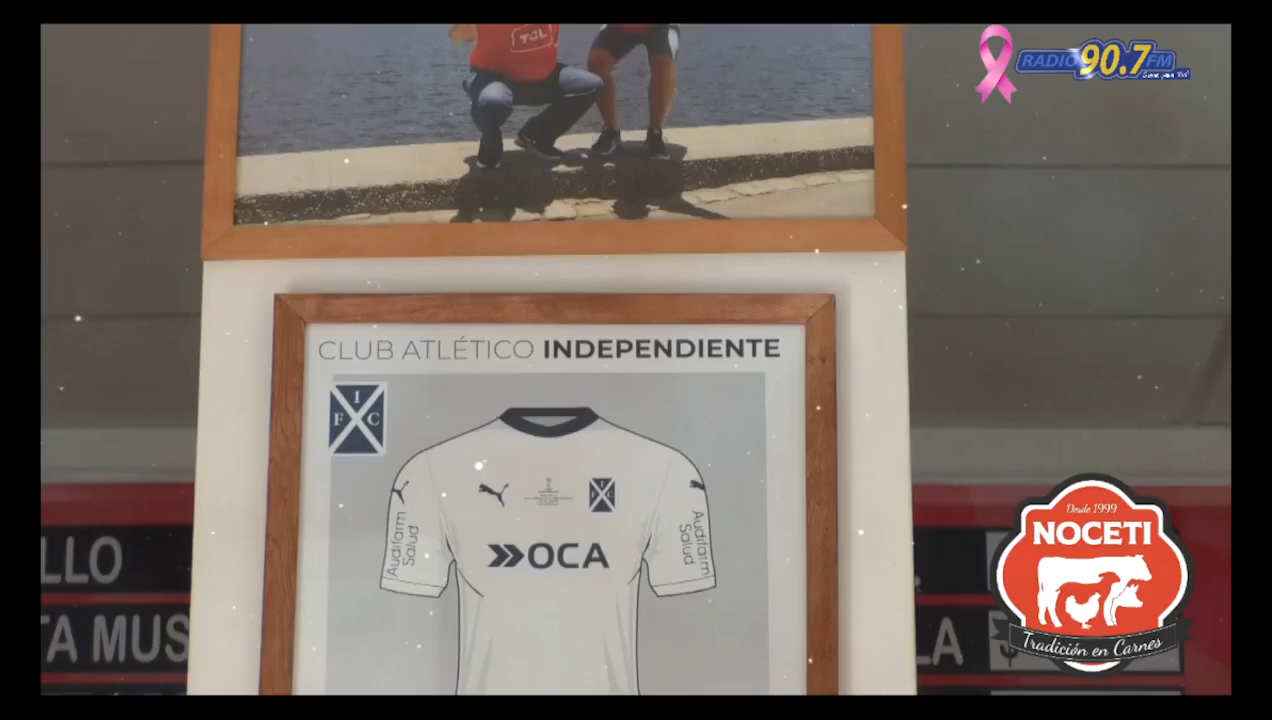 TCL
RADIO 90.7 FM
CLUB ATLÉTICO INDEPENDIENTE
I
F C
Audifarm
Salud
OCA
Audifarm
Salud
LLO
TA MUS
LA
Desde 1999
NOCETI
Tradición en Carnes